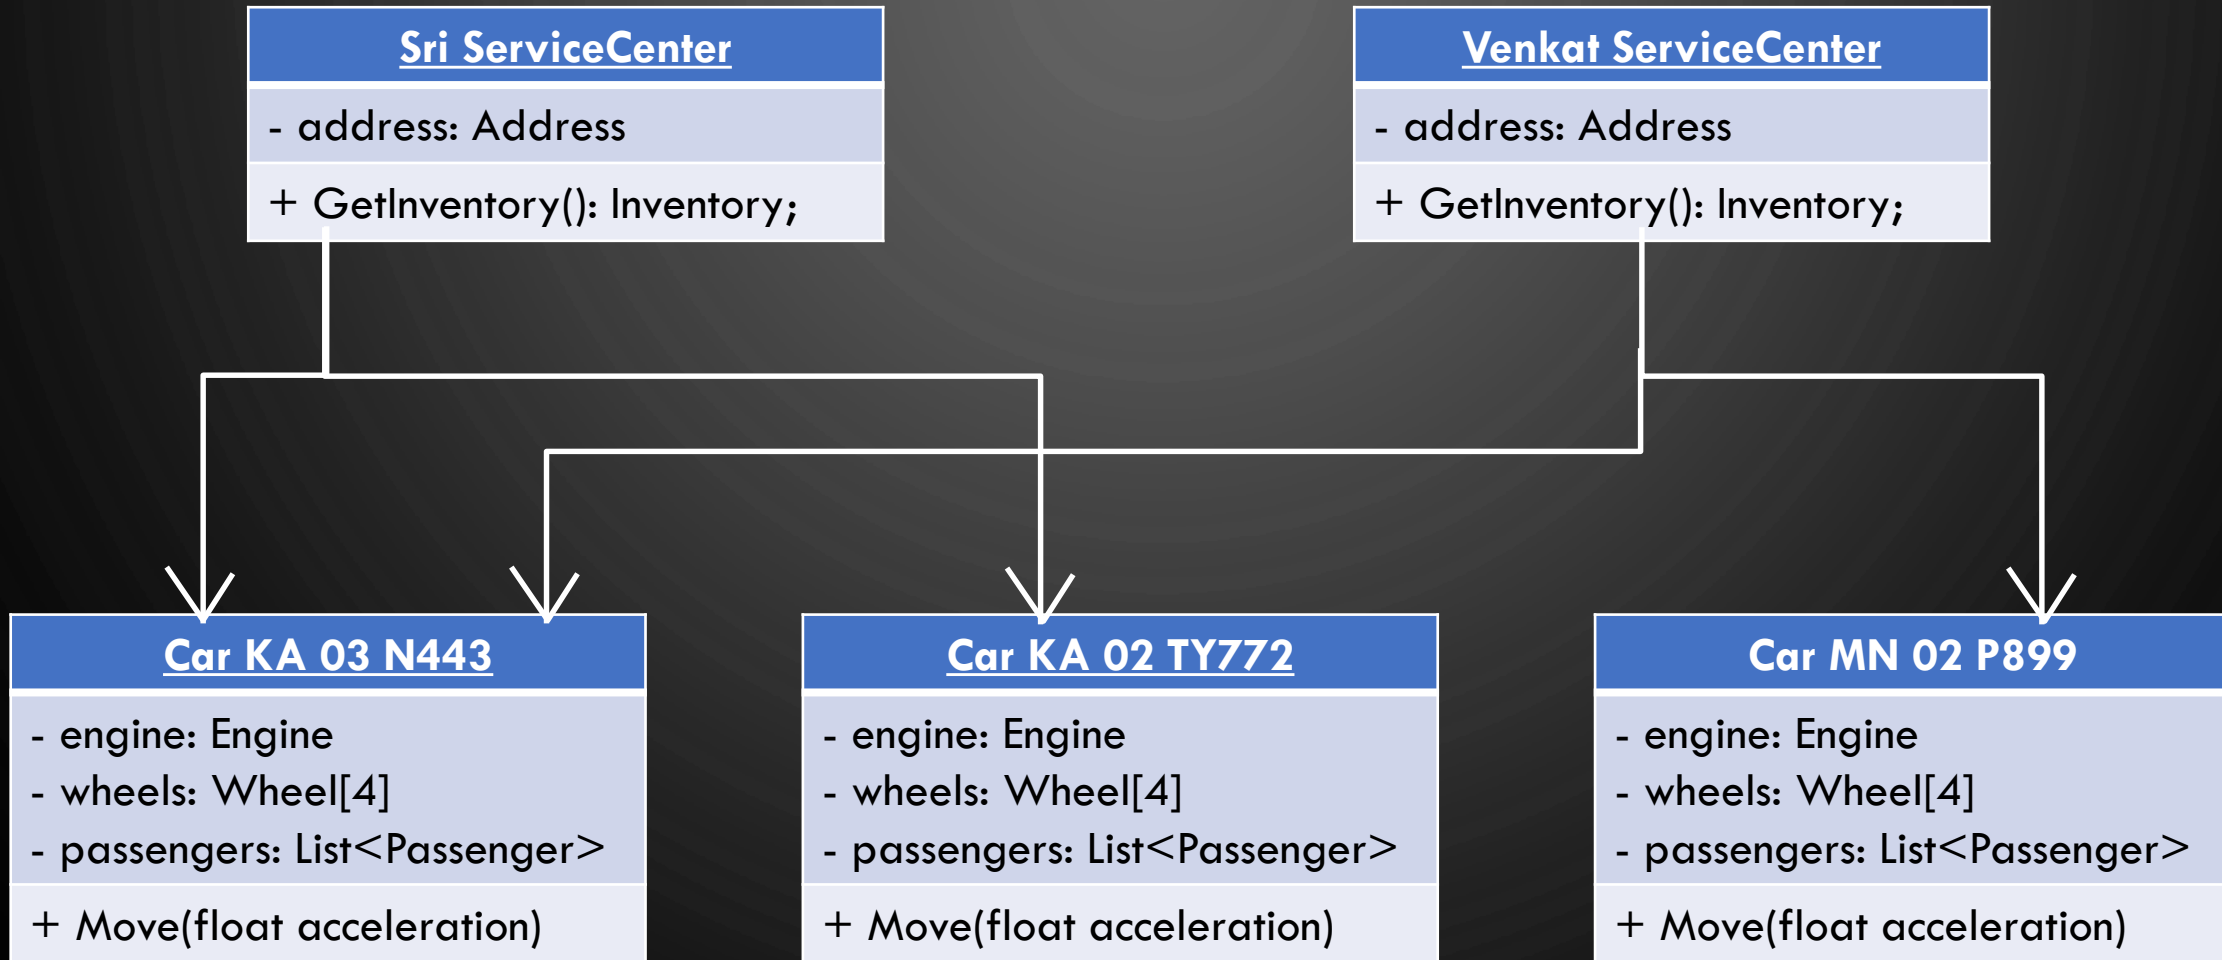 Sri ServiceCenter
- address: Address
+ GetInventory(): Inventory;
Venkat ServiceCenter
- address: Address
+ GetInventory(): Inventory;
Car KA 03 N443
- engine: Engine
- wheels: Wheel[4]
- passengers: List<Passenger>
+ Move(float acceleration)
Car KA 02 TY772
- engine: Engine
- wheels: Wheel[4]
- passengers: List<Passenger>
+ Move(float acceleration)
Car MN 02 P899
- engine: Engine
- wheels: Wheel[4]
- passengers: List<Passenger>
+ Move(float acceleration)